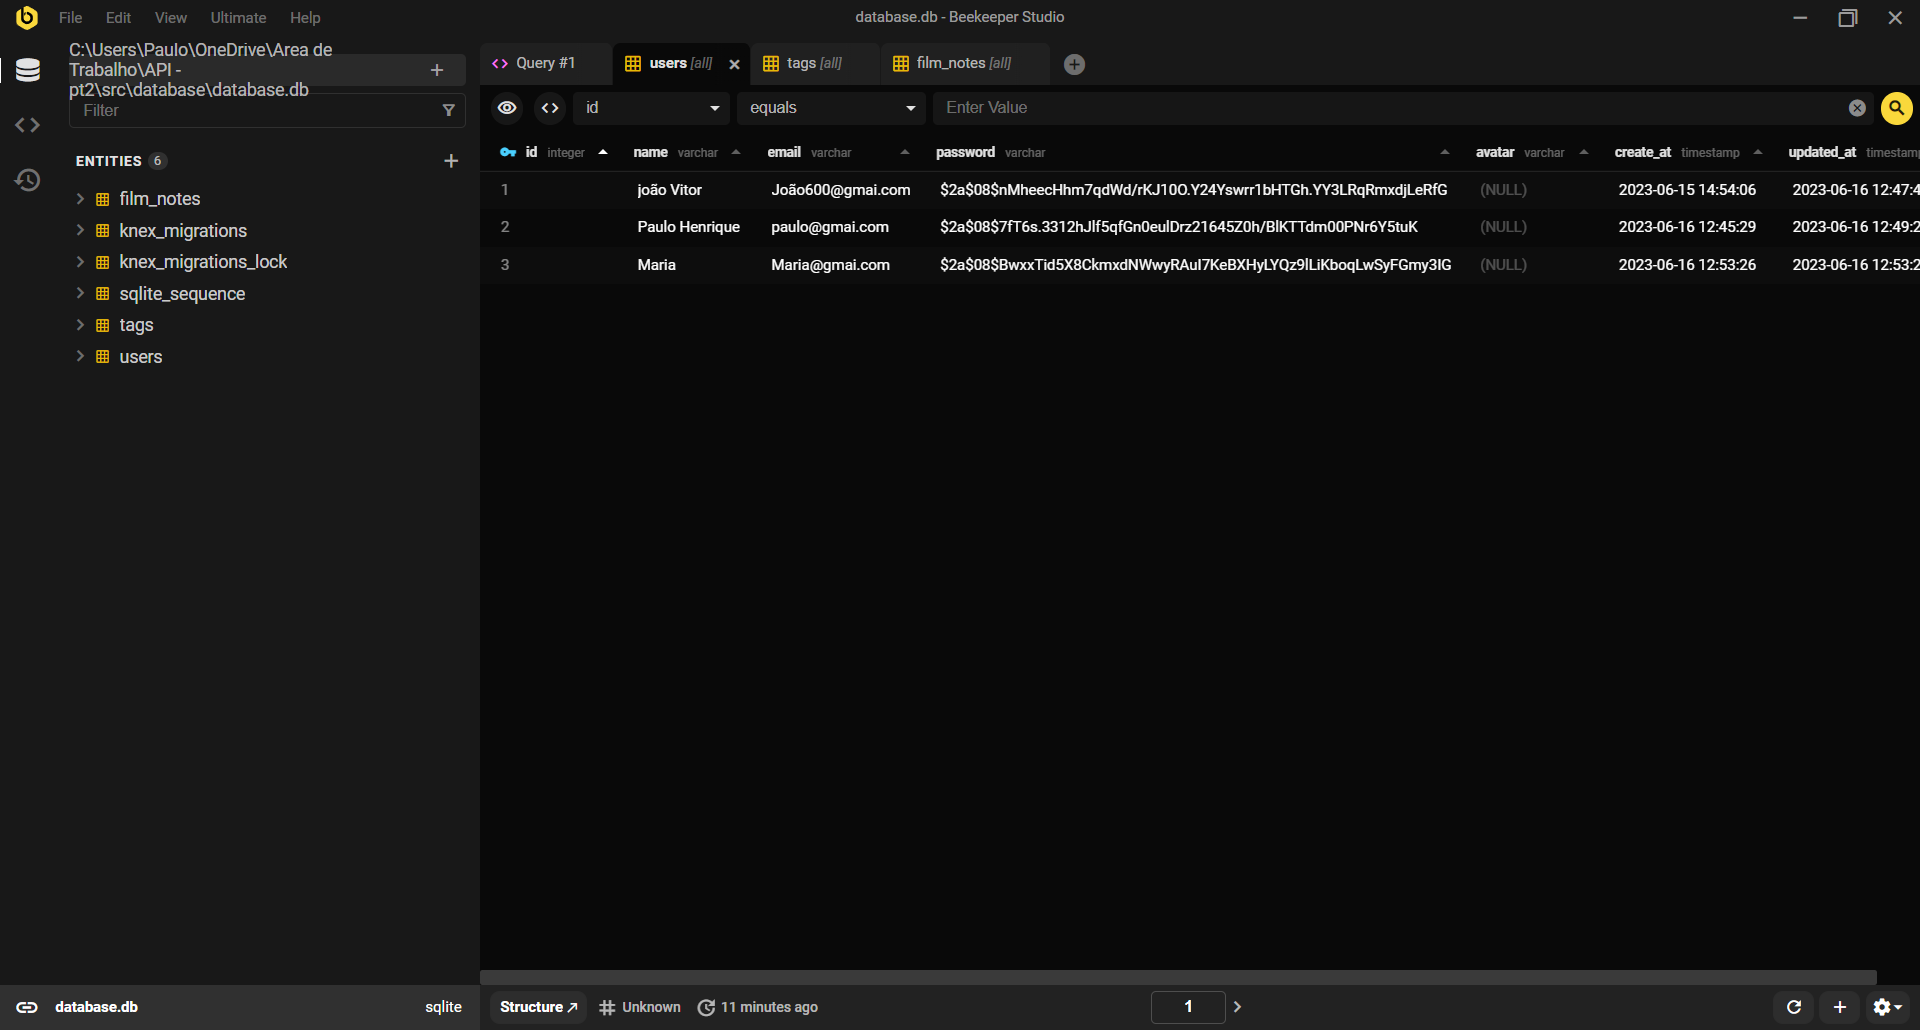 File Edit View Ultimate Help
database.db - Beekeeper Studio
C:\Users\Paulo\OneDrive\Área de
Trabalho\API -
pt2\src\database\database.db
Filter
ENTITIES 6
film_notes
knex_migrations
knex_migrations_lock
sqlite_sequence
tags
users
Query #1 users [all] tags [all] film_notes [all]
id equals Enter Value
id integer name varchar email varchar password varchar avatar varchar create_at timestamp updated_at timestamp
1 joão Vitor João600@gmai.com $2a$08$nMheecHhm7qdWd/rKJ10O.Y24Yswrr1bHTGh.YY3LRqRmxdjLeRfG (NULL) 2023-06-15 14:54:06 2023-06-16 12:47:4
2 Paulo Henrique paulo@gmai.com $2a$08$7fT6s.3312hJlf5qfGn0eulDrz21645Z0h/BlKTTdm00PNr6Y5tuK (NULL) 2023-06-16 12:45:29 2023-06-16 12:49:2
3 Maria Maria@gmai.com $2a$08$BwxxTid5X8CkmxdNWwyRAul7KeBXHyLYQz9lLiKboqLwSyFGmy3IG (NULL) 2023-06-16 12:53:26 2023-06-16 12:53:2
database.db sqlite
Structure Unknown 11 minutes ago 1